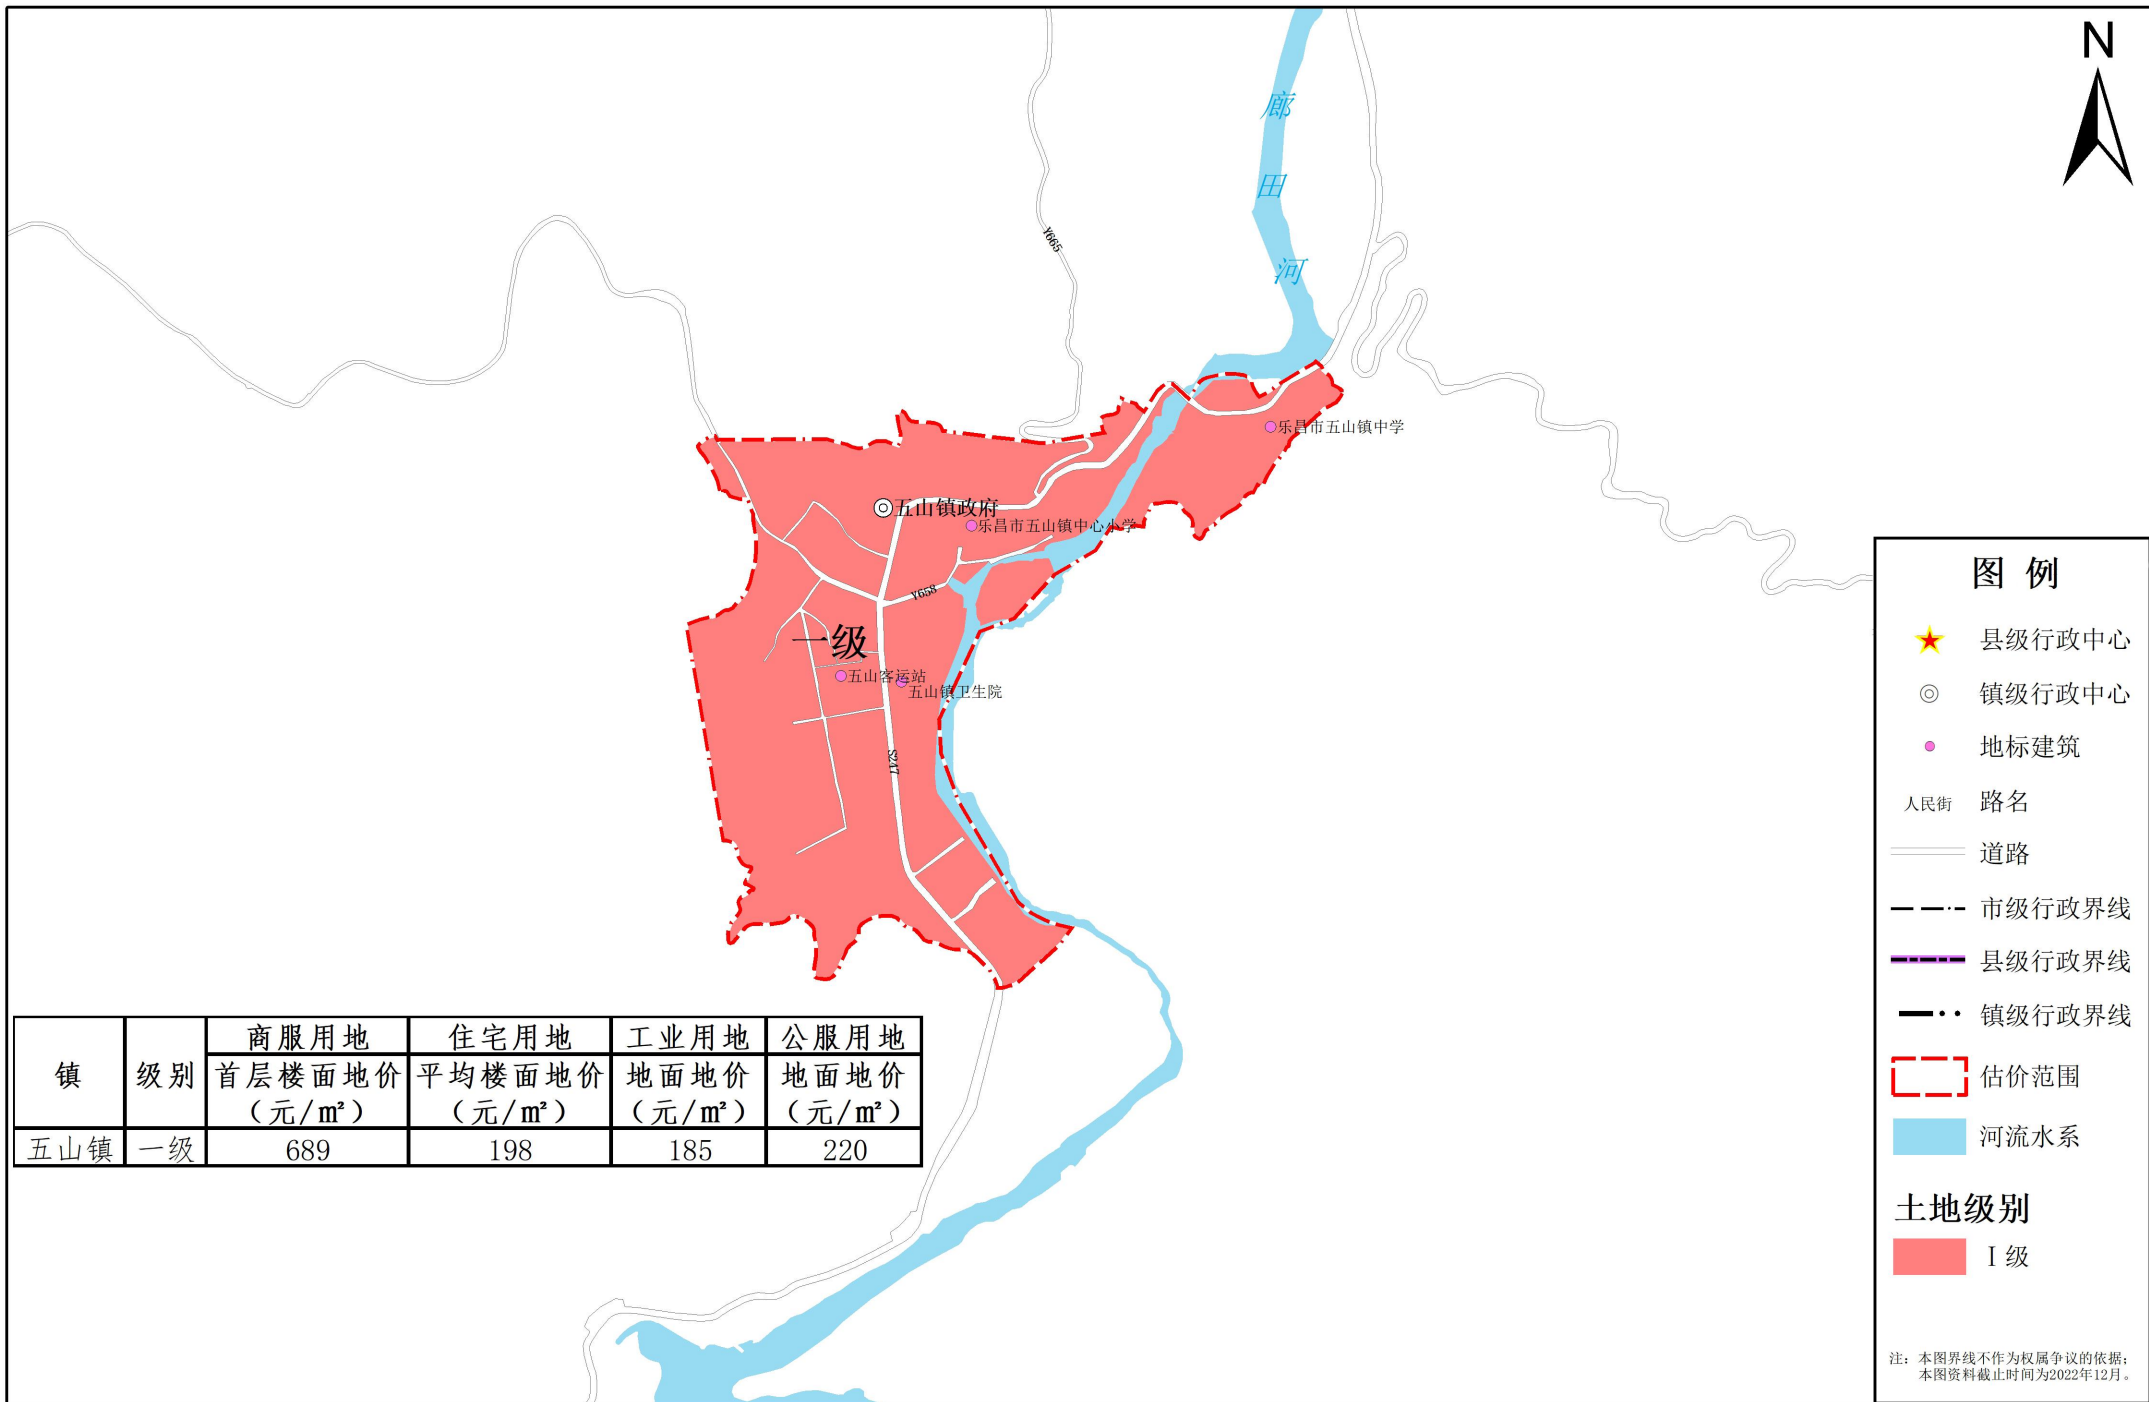 N
廊
田
河
Y665
乐昌市五山镇中学
五山镇政府
乐昌市五山镇中心小学
Y658
一级
五山客运站
五山镇卫生院
S247
镇 级别 商服用地 住宅用地 工业用地 公服用地
首层楼面地价 平均楼面地价 地面地价 地面地价
（元/㎡） （元/㎡） （元/㎡） （元/㎡）
五山镇 一级 689 198 185 220
图 例
县级行政中心
镇级行政中心
地标建筑
人民街 路名
道路
市级行政界线
县级行政界线
镇级行政界线
估价范围
河流水系
土地级别
Ⅰ级
注：本图界线不作为权属争议的依据；
本图资料截止时间为2022年12月。